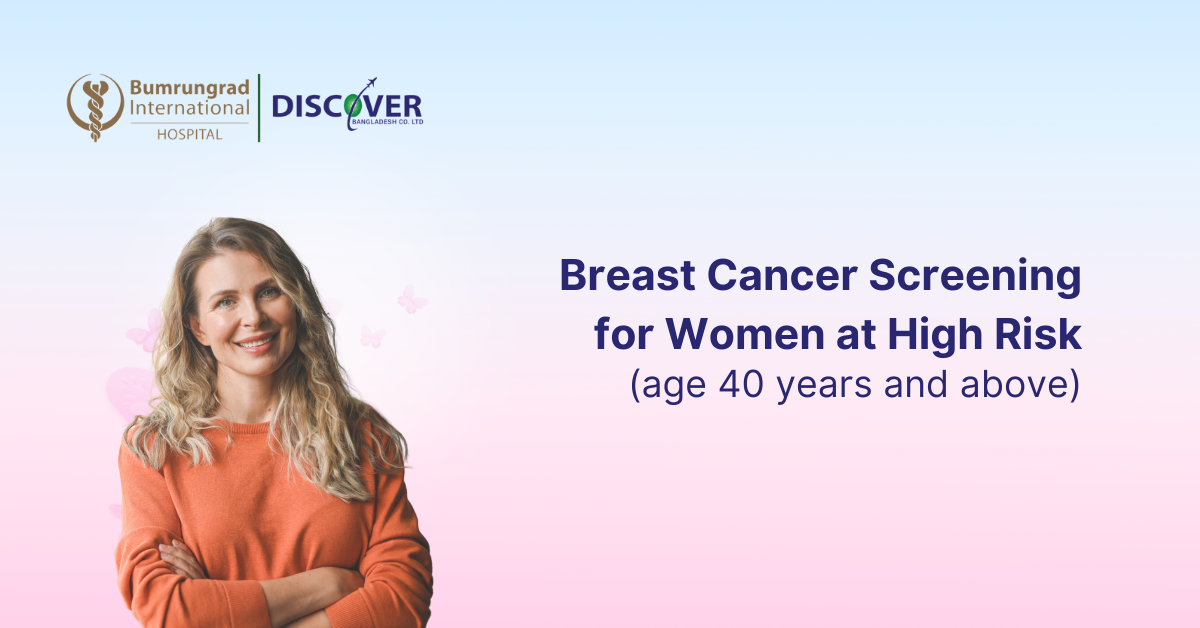 Bumrungrad
International
HOSPITAL
DISCOVER
BANGLADESH CO. LTD
Breast Cancer Screening
for Women at High Risk
(age 40 years and above)